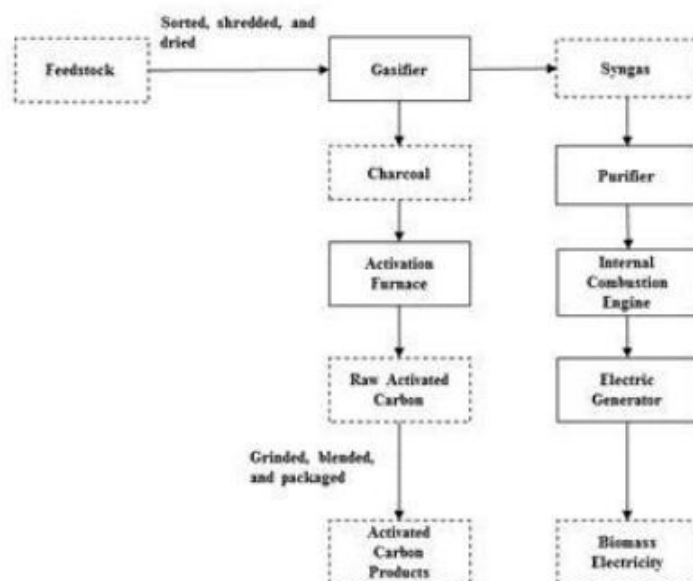 Sorted, shredded, and
dried
Feedstock
Gasifier
Syngas
Charcoal
Purifier
Activation
Furnace
Internal
Combustion
Engine
Raw Activated
Carbon
Electric
Generator
Grinded, blended,
and packaged
Activated
Carbon
Products
Biomass
Electricity